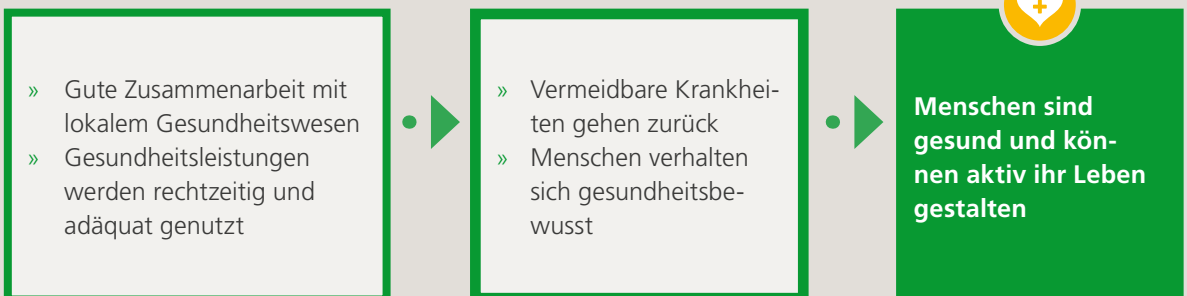 » Gute Zusammenarbeit mit
lokalem Gesundheitswesen
» Gesundheitsleistungen
werden rechtzeitig und
adäquat genutzt
» Vermeidbare Krankhei-
ten gehen zurück
» Menschen verhalten
sich gesundheitsbe-
wusst
Menschen sind
gesund und kön-
nen aktiv ihr Leben
gestalten